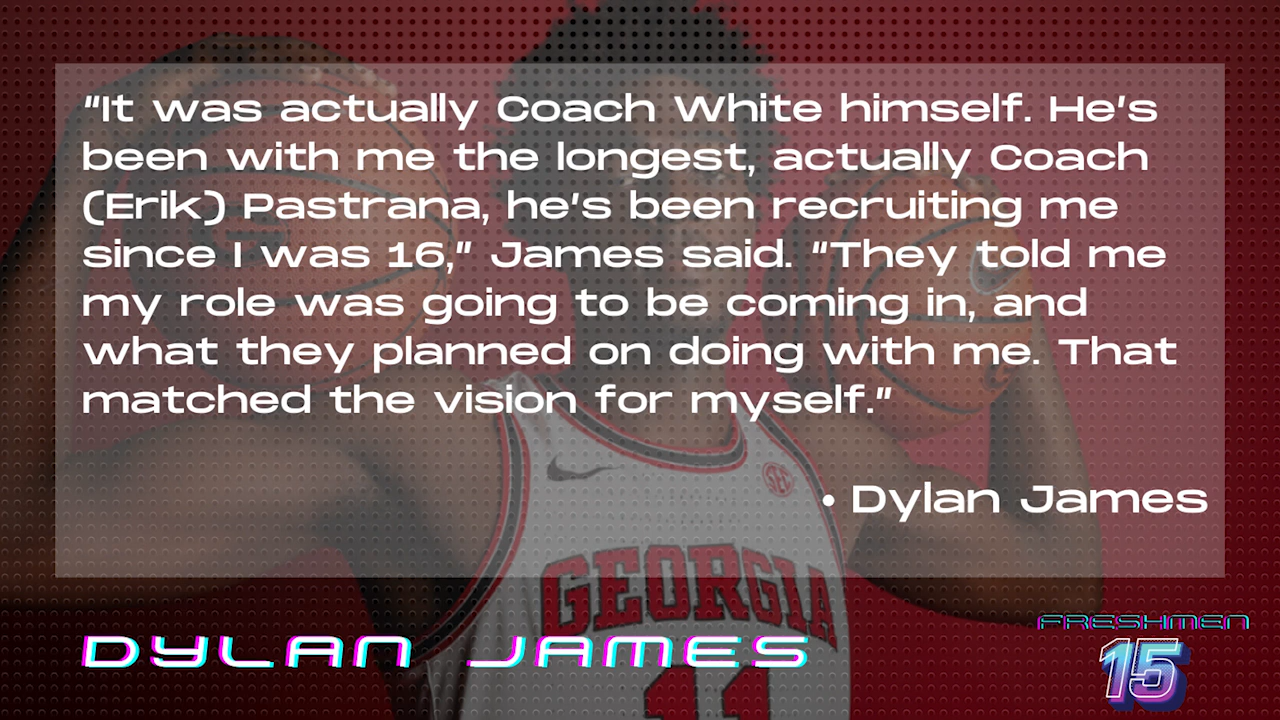 “It was actually Coach White himself. He’s
been with me the longest, actually Coach
(Erik) Pastrana, he’s been recruiting me
since I was 16,” James said. “They told me
my role was going to be coming in, and
what they planned on doing with me. That
matched the vision for myself.”
• Dylan James
SEC
GEORGIA
11
DYLAN JAMES
FRESHMEN
15